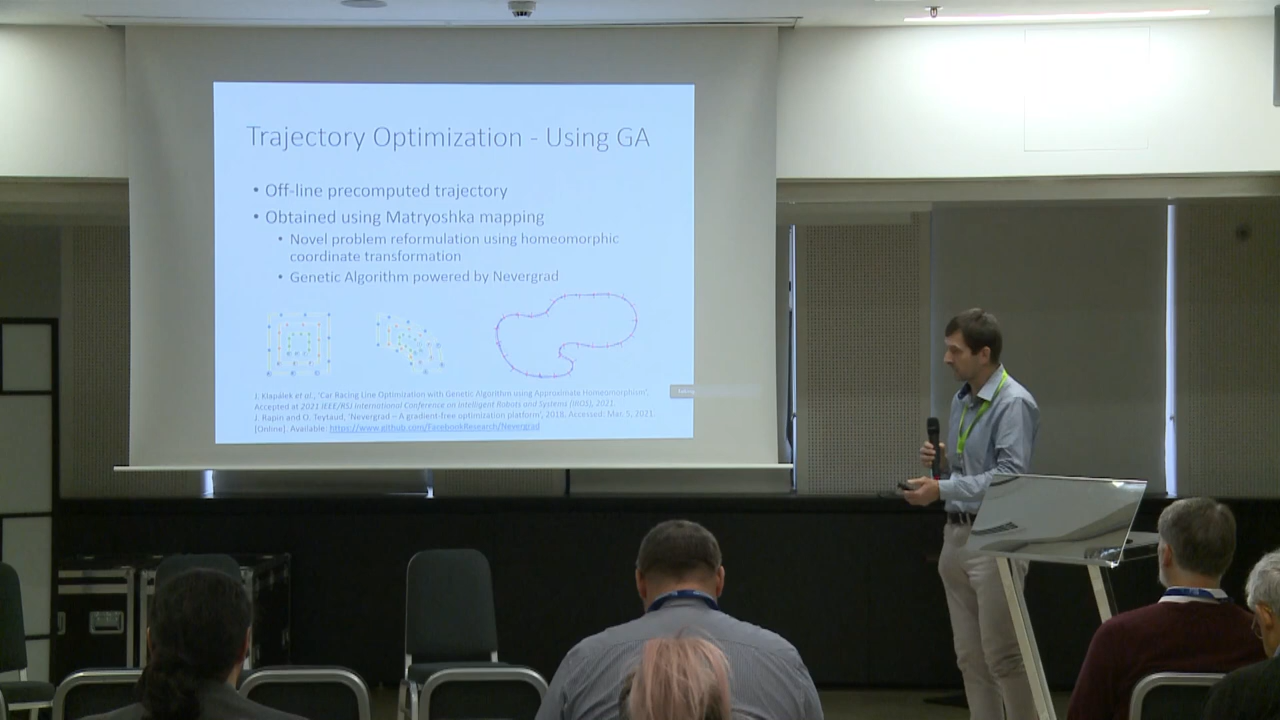 Trajectory Optimization - Using GA
• Off-line precomputed trajectory
• Obtained using Matryoshka mapping
• Novel problem reformulation using homeomorphic
coordinate transformation
• Genetic Algorithm powered by Nevergrad
J. Klapálek et al., 'Car Racing Line Optimization with Genetic Algorithm using Approximate Homeomorphism',
Accepted at 2021 IEEE/RSJ International Conference on Intelligent Robots and Systems (IROS), 2021.
J. Rapin and O. Teytaud, 'Nevergrad – A gradient-free optimization platform', 2018, Accessed: Mar. 5, 2021.
[Online]. Available: https://www.github.com/FacebookResearch/Nevergrad